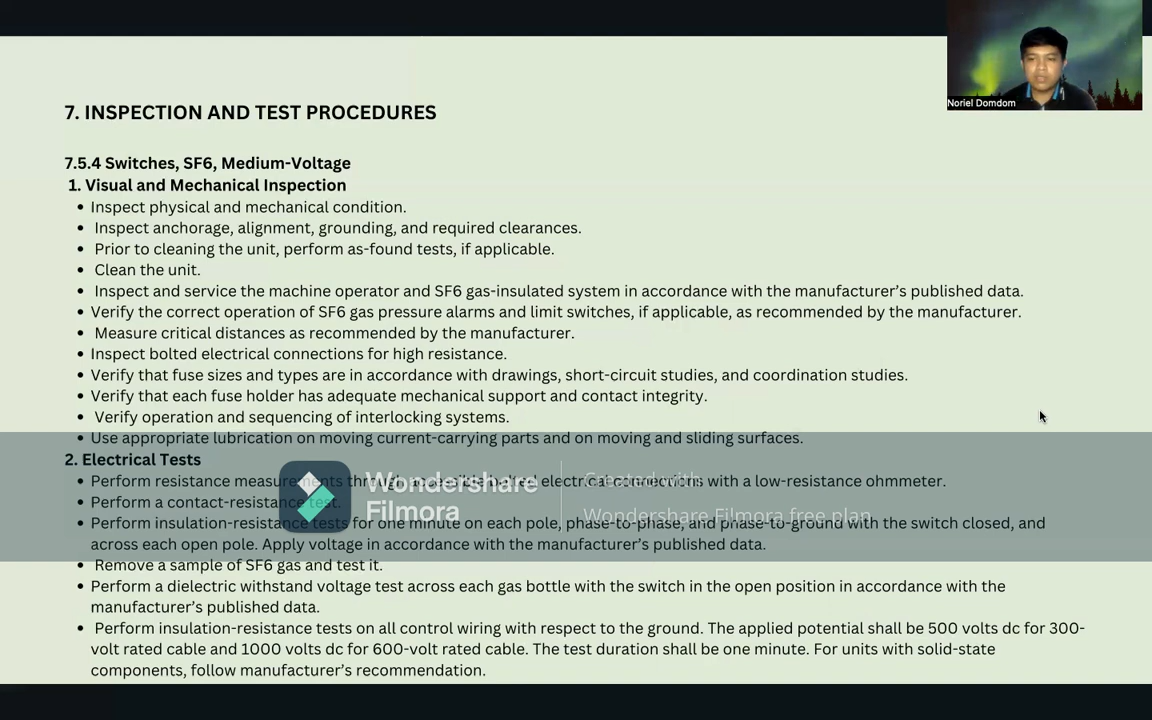 Noriel Domdom
7. INSPECTION AND TEST PROCEDURES
7.5.4 Switches, SF6, Medium-Voltage
1. Visual and Mechanical Inspection
• Inspect physical and mechanical condition.
• Inspect anchorage, alignment, grounding, and required clearances.
• Prior to cleaning the unit, perform as-found tests, if applicable.
• Clean the unit.
• Inspect and service the machine operator and SF6 gas-insulated system in accordance with the manufacturer's published data.
• Verify the correct operation of SF6 gas pressure alarms and limit switches, if applicable, as recommended by the manufacturer.
• Measure critical distances as recommended by the manufacturer.
• Inspect bolted electrical connections for high resistance.
• Verify that fuse sizes and types are in accordance with drawings, short-circuit studies, and coordination studies.
• Verify that each fuse holder has adequate mechanical support and contact integrity.
• Verify operation and sequencing of interlocking systems.
• Use appropriate lubrication on moving current-carrying parts and on moving and sliding surfaces.
2. Electrical Tests
• Perform resistance measurements through accessible bolted electrical connections with a low-resistance ohmmeter.
• Perform a contact-resistance test.
• Perform insulation-resistance tests for one minute on each pole, phase-to-phase, and phase-to-ground with the switch closed, and
across each open pole. Apply voltage in accordance with the manufacturer's published data.
• Remove a sample of SF6 gas and test it.
• Perform a dielectric withstand voltage test across each gas bottle with the switch in the open position in accordance with the
manufacturer's published data.
• Perform insulation-resistance tests on all control wiring with respect to the ground. The applied potential shall be 500 volts dc for 300-
volt rated cable and 1000 volts dc for 600-volt rated cable. The test duration shall be one minute. For units with solid-state
components, follow manufacturer's recommendation.
Wondershare
Filmora
Created with
Wondershare Filmora free plan